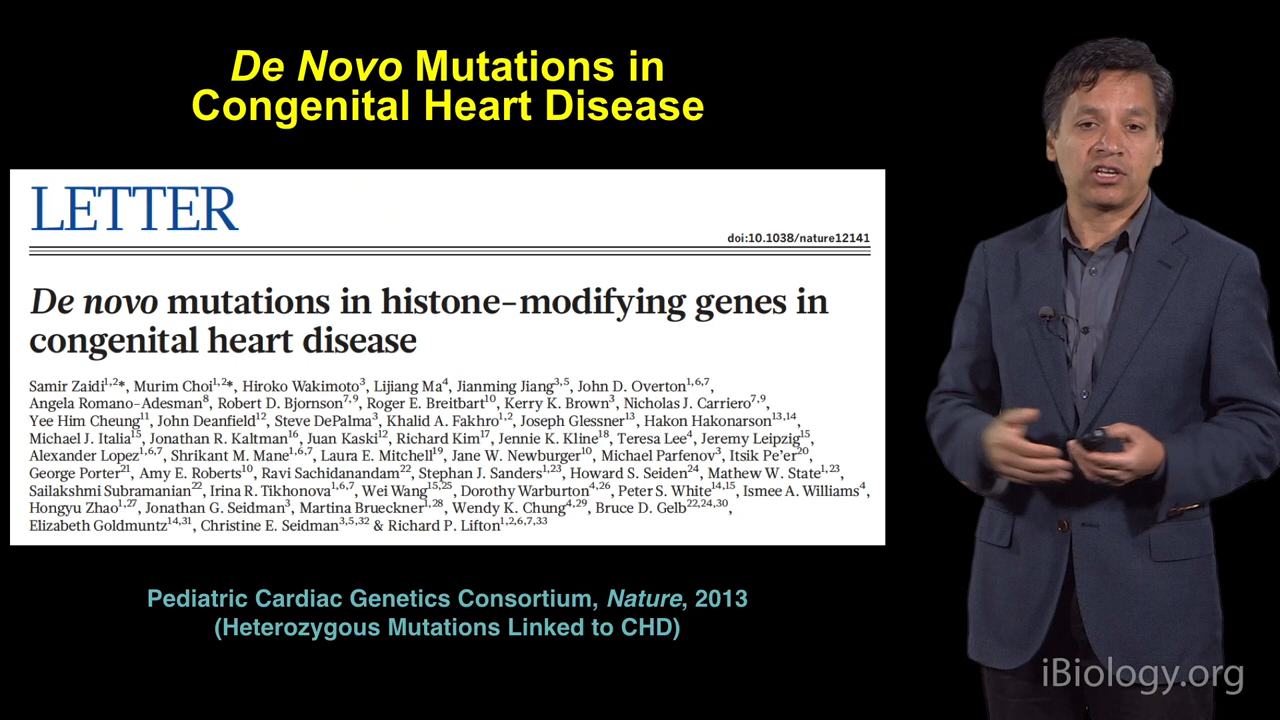 De Novo Mutations in
Congenital Heart Disease
LETTER
doi:10.1038/nature12141
De novo mutations in histone-modifying genes in
congenital heart disease
Samir Zaidi1,2*, Murim Choi1,2*, Hiroko Wakimoto3, Lijiang Ma4, Jianming Jiang3,5, John D. Overton1,6,7,
Angela Romano-Adesman8, Robert D. Bjornson7,9, Roger E. Breitbart10, Kerry K. Brown3, Nicholas J. Carriero7,9,
Yee Him Cheung11, John Deanfield12, Steve DePalma3, Khalid A. Fakhro1,2, Joseph Glessner13, Hakon Hakonarson13,14,
Michael J. Italia15, Jonathan R. Kaltman16, Juan Kaski12, Richard Kim17, Jennie K. Kline18, Teresa Lee4, Jeremy Leipzig15,
Alexander Lopez1,6,7, Shrikant M. Mane1,6,7, Laura E. Mitchell19, Jane W. Newburger10, Michael Parfenov3, Itsik Pe'er20,
George Porter21, Amy E. Roberts10, Ravi Sachidanandam22, Stephan J. Sanders1,23, Howard S. Seiden24, Mathew W. State1,23,
Sailakshmi Subramanian22, Irina R. Tikhonova1,6,7, Wei Wang15,25, Dorothy Warburton4,26, Peter S. White14,15, Ismee A. Williams4,
Hongyu Zhao1,27, Jonathan G. Seidman3, Martina Brueckner1,28, Wendy K. Chung4,29, Bruce D. Gelb22,24,30,
Elizabeth Goldmuntz14,31, Christine E. Seidman3,5,32 & Richard P. Lifton1,2,6,7,33
Pediatric Cardiac Genetics Consortium, Nature, 2013
(Heterozygous Mutations Linked to CHD)
iBiology.org